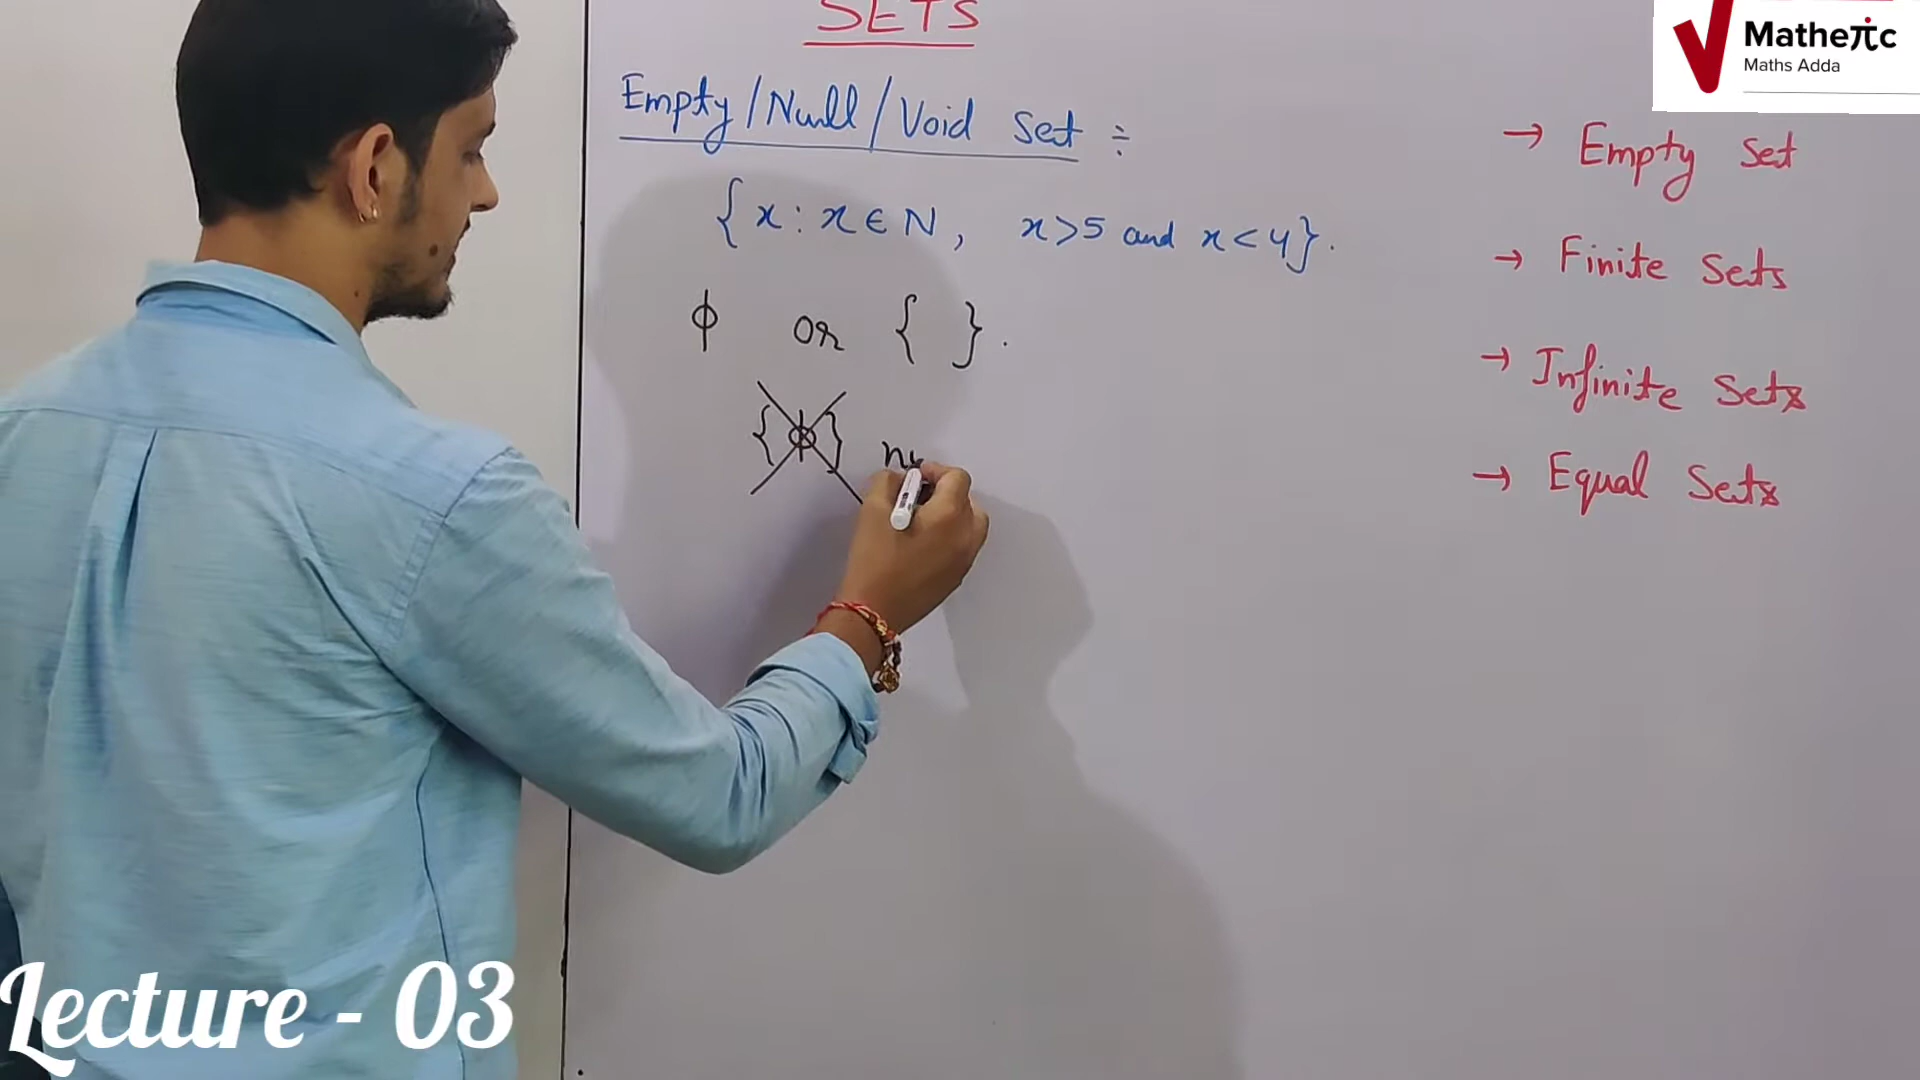 SETS
Empty/Null/Void Set ÷
{x : x ∈ N, x>5 and x<4}.
ϕ or { }.
{ϕ}
→ Empty Set
→ Finite Sets
→ Infinite Sets
→ Equal Sets
Matheπc
Maths Adda
Lecture - 03